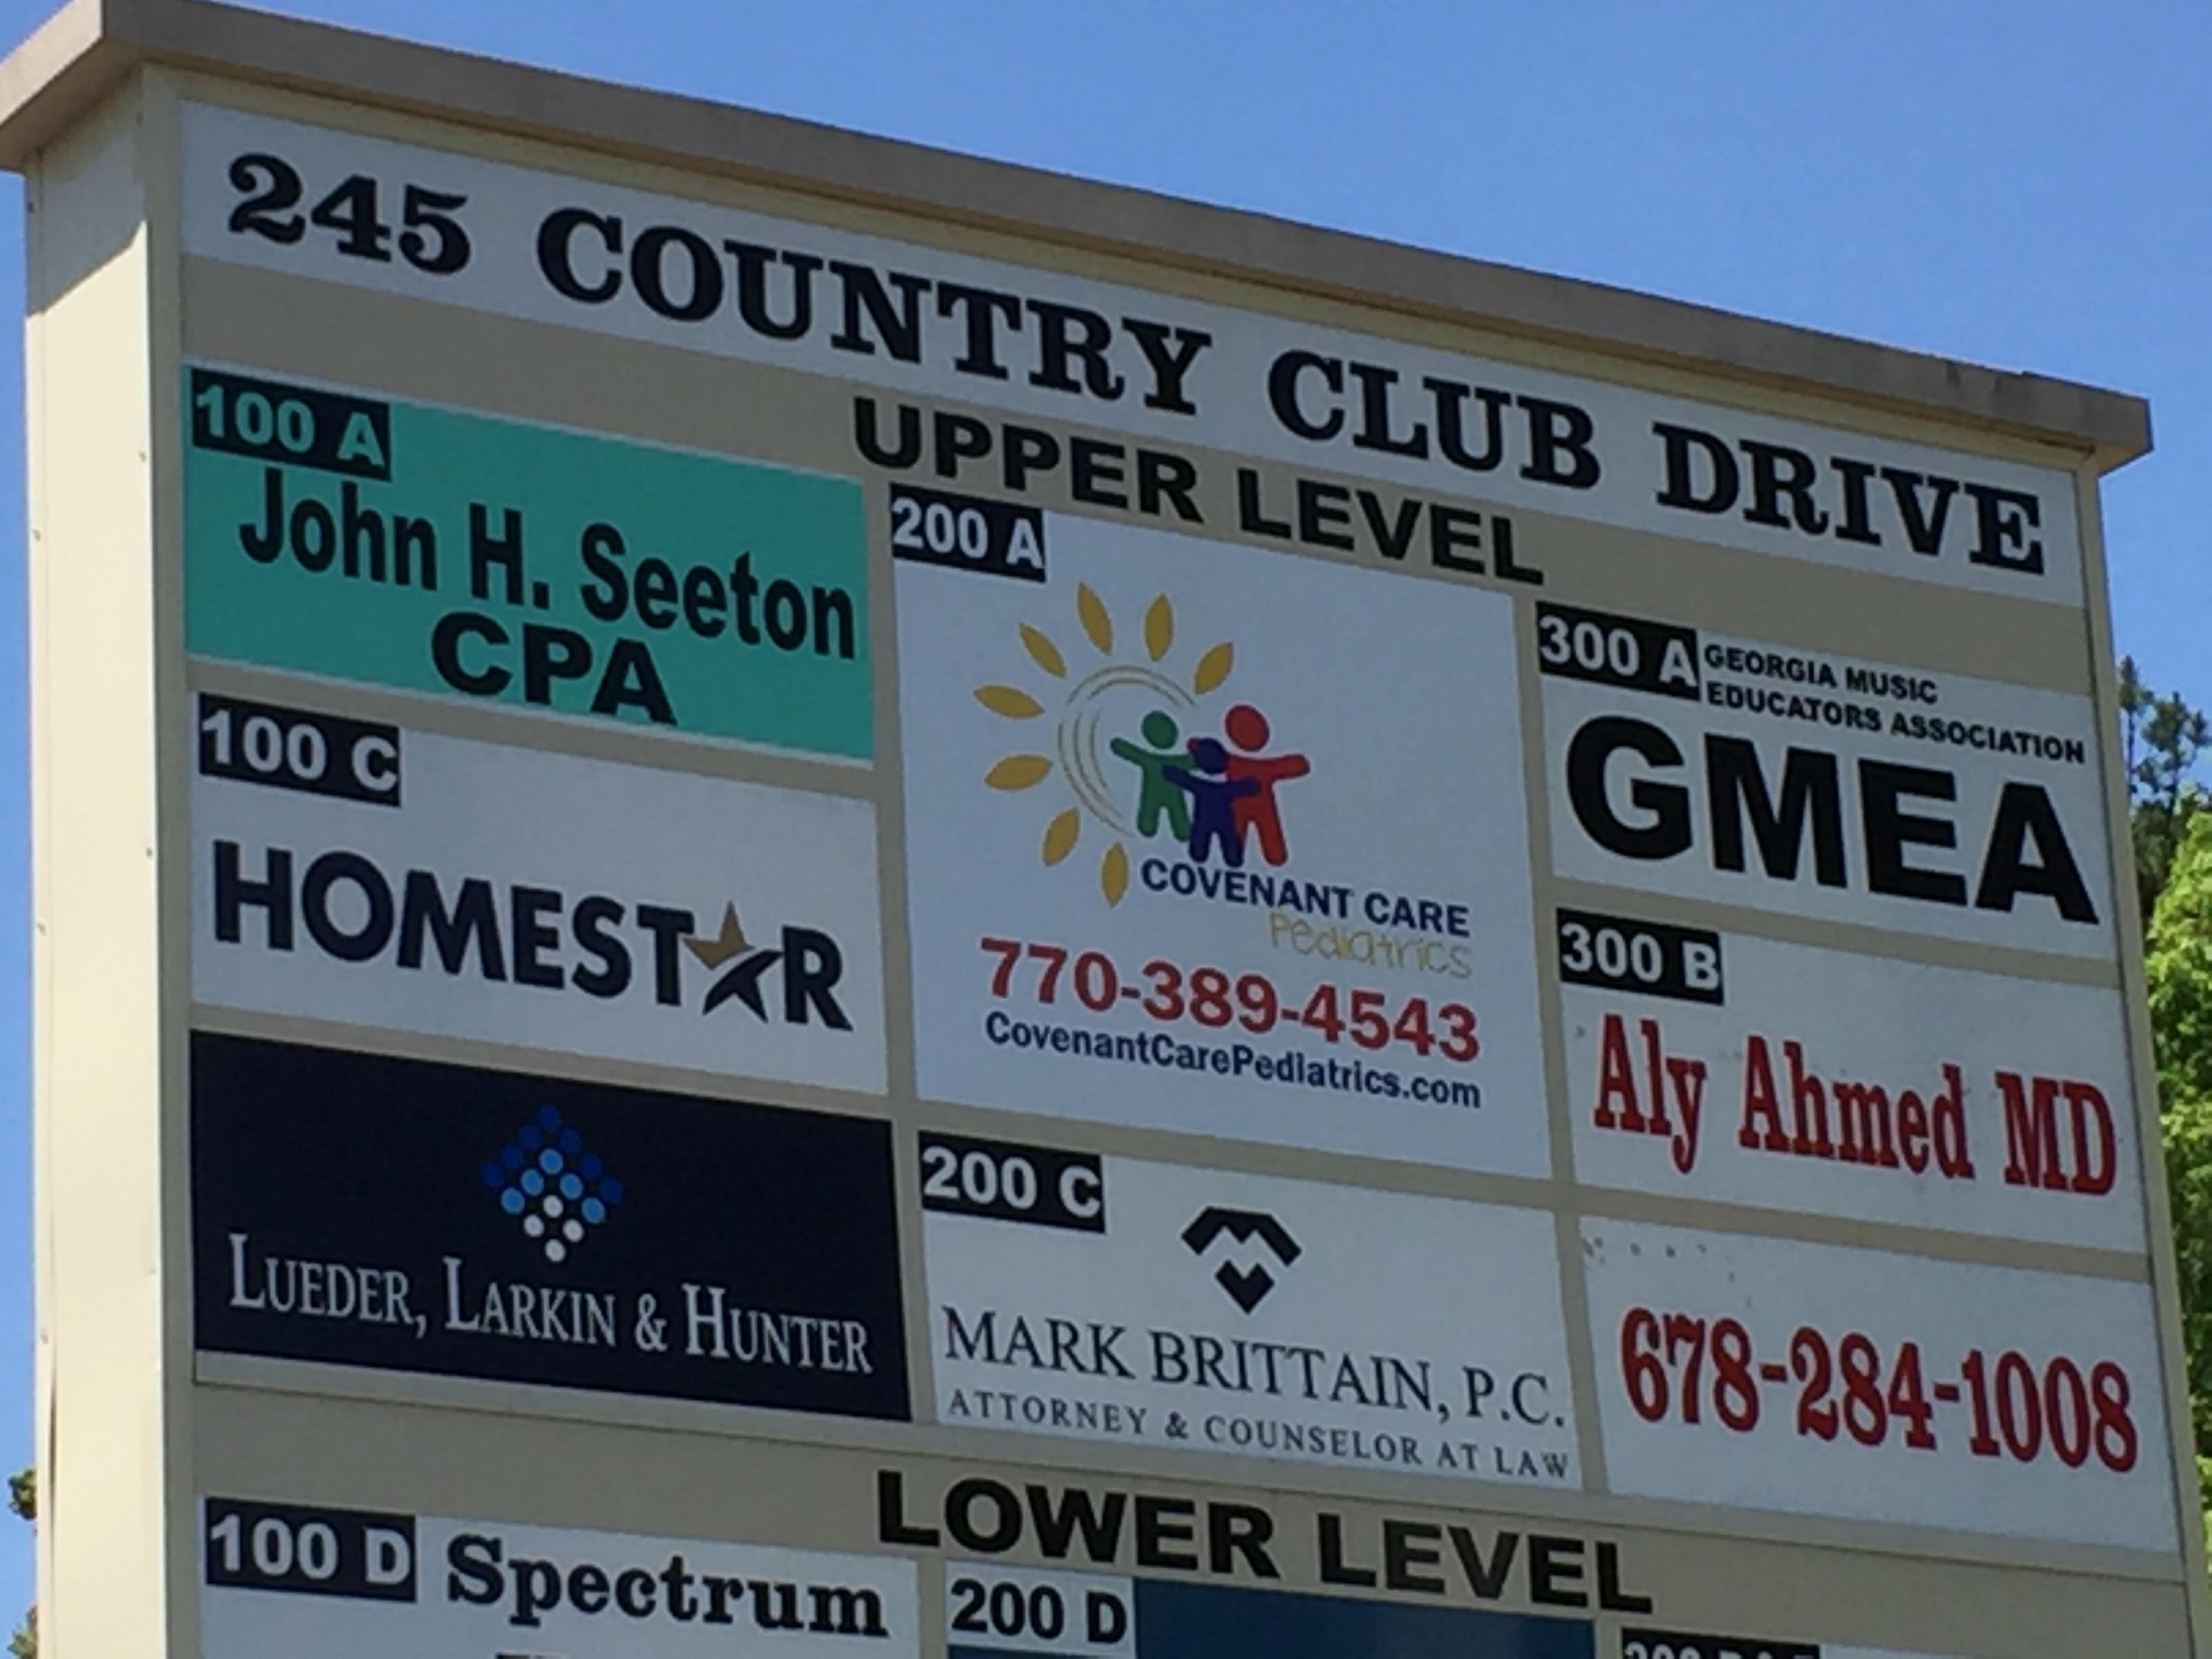 245 COUNTRY CLUB DRIVE
UPPER LEVEL
100 A
John H. Seeton
CPA
100 C
HOMESTAR
LUEDER, LARKIN & HUNTER
200 A
COVENANT CARE
Pediatrics
770-389-4543
CovenantCarePediatrics.com
200 C
MARK BRITTAIN, P.C.
ATTORNEY & COUNSELOR AT LAW
300 A
GEORGIA MUSIC
EDUCATORS ASSOCIATION
GMEA
300 B
Aly Ahmed MD
678-284-1008
LOWER LEVEL
100 D
Spectrum
200 D